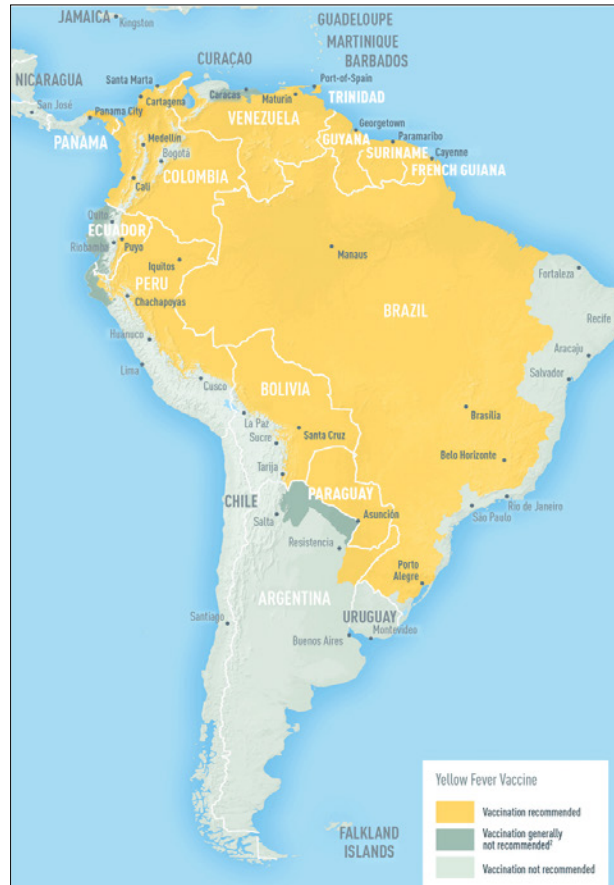 GUADELOUPE
JAMAICA
Kingston
MARTINIQUE
BARBADOS
CURAÇAO
NICARAGUA
Santa Marta
Port-of-Spain
Caracas
Maturin
TRINIDAD
San José
Panama City
Cartagena
VENEZUELA
Georgetown
PANAMA
Medellín
GUYANA
Paramaribo
Bogotá
SURINAME
Cayenne
COLOMBIA
FRENCH GUIANA
Cali
Quito
ECUADOR
Riobamba
Puyo
Manaus
Iquitos
Fortaleza
PERU
Chachapoyas
BRAZIL
Recife
Huánuco
Aracaju
Lima
Salvador
Cusco
BOLIVIA
La Paz
Brasília
Santa Cruz
Sucre
Belo Horizonte
Tarija
PARAGUAY
CHILE
Rio de Janeiro
São Paulo
Asunción
Salta
Resistencia
Porto
Alegre
ARGENTINA
URUGUAY
Santiago
Buenos Aires
Montevideo
FALKLAND
ISLANDS
Yellow Fever Vaccine
Vaccination recommended
Vaccination generally
not recommended²
Vaccination not recommended